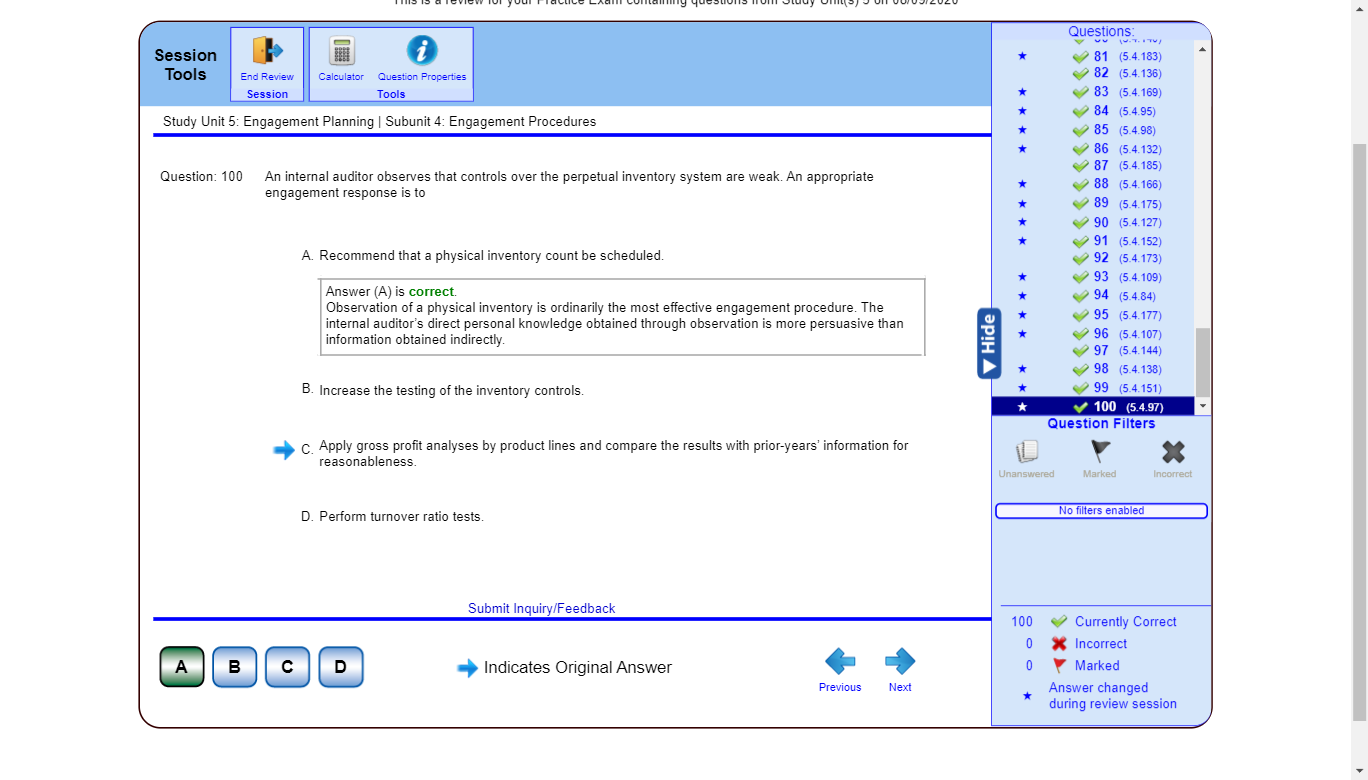 This is a review for your Practice Exam containing questions from Study Unit(s) 5 on 08/09/2020
Session
Tools
End Review
Session
Calculator
Question Properties
Tools
Study Unit 5: Engagement Planning | Subunit 4: Engagement Procedures
Question: 100
An internal auditor observes that controls over the perpetual inventory system are weak. An appropriate
engagement response is to
A. Recommend that a physical inventory count be scheduled.
Answer (A) is correct.
Observation of a physical inventory is ordinarily the most effective engagement procedure. The
internal auditor's direct personal knowledge obtained through observation is more persuasive than
information obtained indirectly.
B. Increase the testing of the inventory controls.
C. Apply gross profit analyses by product lines and compare the results with prior-years' information for
reasonableness.
D. Perform turnover ratio tests.
Submit Inquiry/Feedback
A B C D
Indicates Original Answer
Previous
Next
Hide
Questions:
81 (5.4.183)
82 (5.4.136)
83 (5.4.169)
84 (5.4.95)
85 (5.4.98)
86 (5.4.132)
87 (5.4.185)
88 (5.4.166)
89 (5.4.175)
90 (5.4.127)
91 (5.4.152)
92 (5.4.173)
93 (5.4.109)
94 (5.4.84)
95 (5.4.177)
96 (5.4.107)
97 (5.4.144)
98 (5.4.138)
99 (5.4.151)
100 (5.4.97)
Question Filters
Unanswered
Marked
Incorrect
No filters enabled
100 Currently Correct
0 Incorrect
0 Marked
Answer changed
during review session